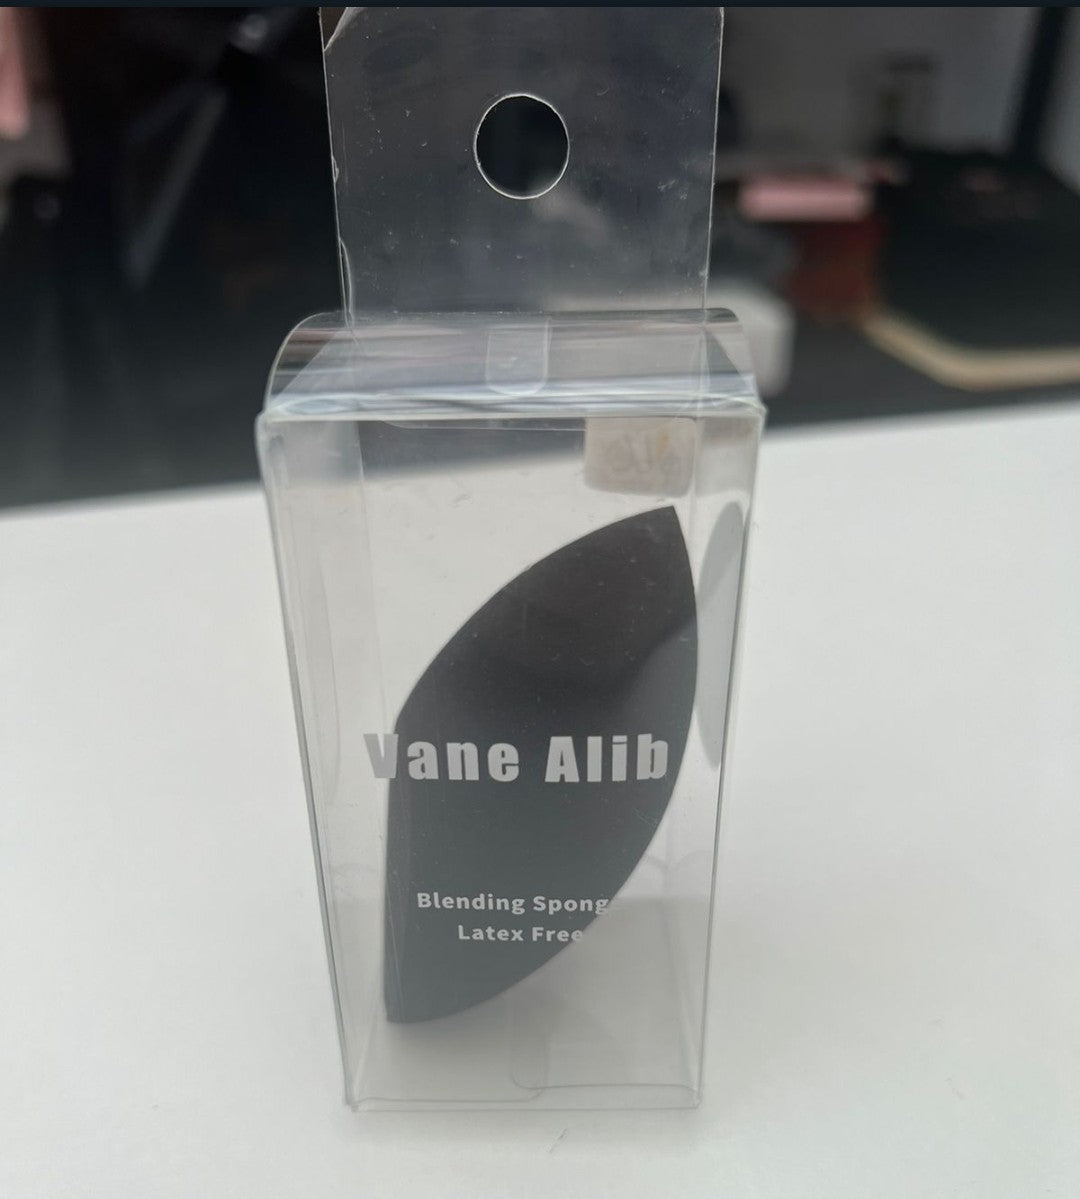 Vane Alib
Blending Spong
Latex Free